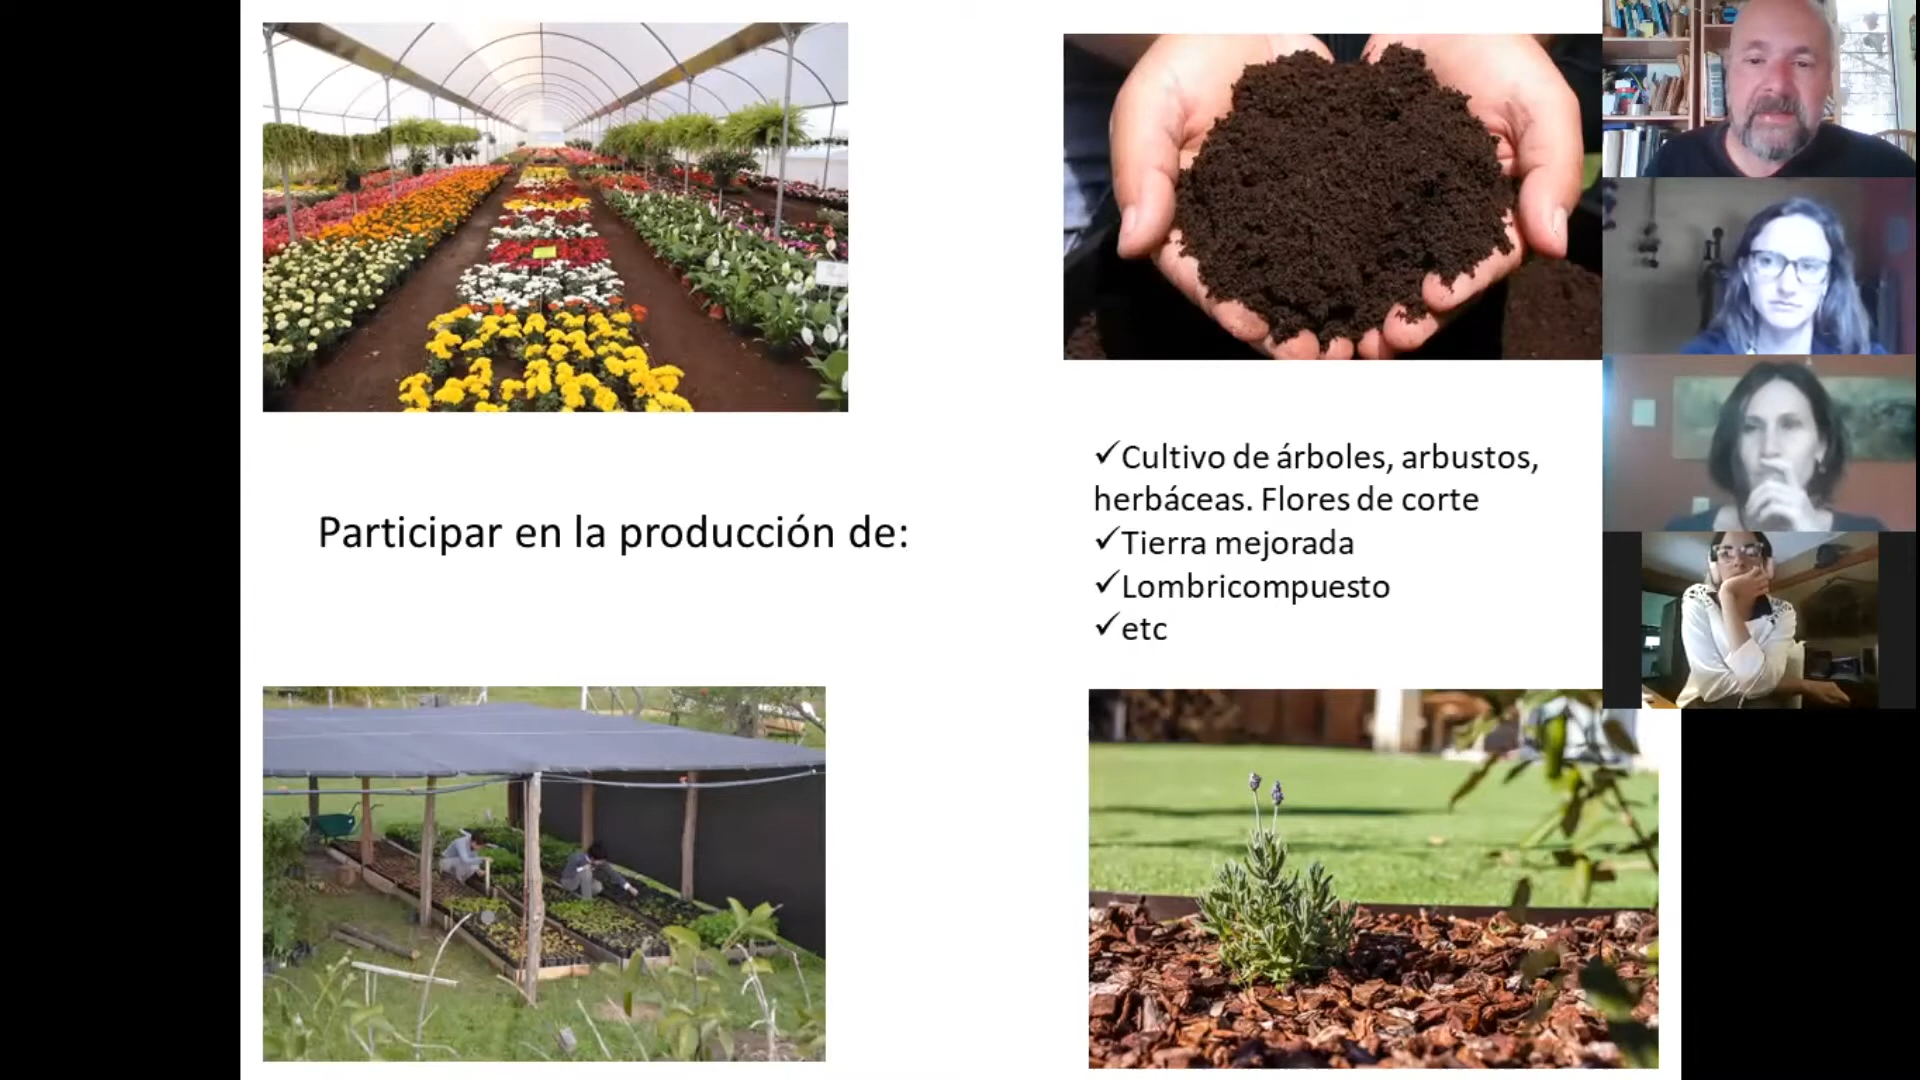 Participar en la producción de:
✓Cultivo de árboles, arbustos,
herbáceas. Flores de corte
✓Tierra mejorada
✓Lombricompuesto
✓etc